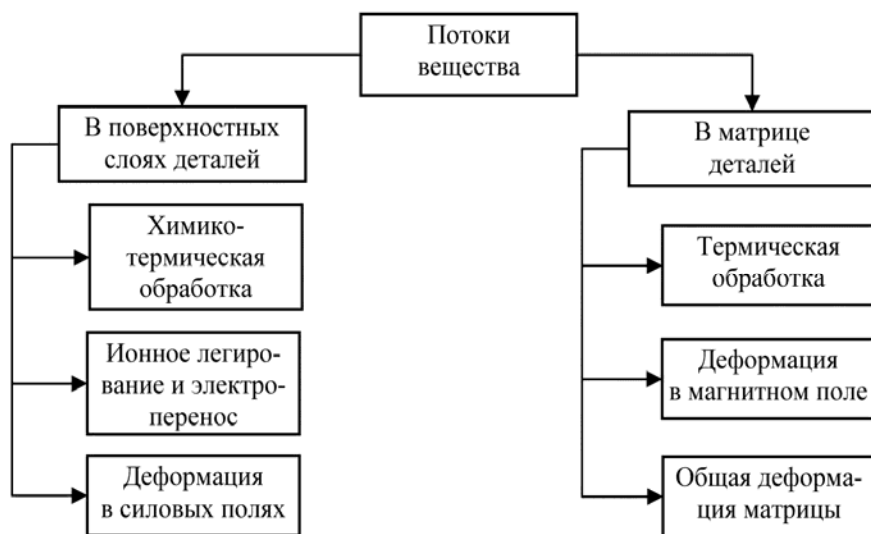 Потоки
вещества
В поверхностных
слоях деталей
Химико-
термическая
обработка
Ионное легиро-
вание и электро-
перенос
Деформация
в силовых полях
В матрице
деталей
Термическая
обработка
Деформация
в магнитном поле
Общая деформа-
ция матрицы